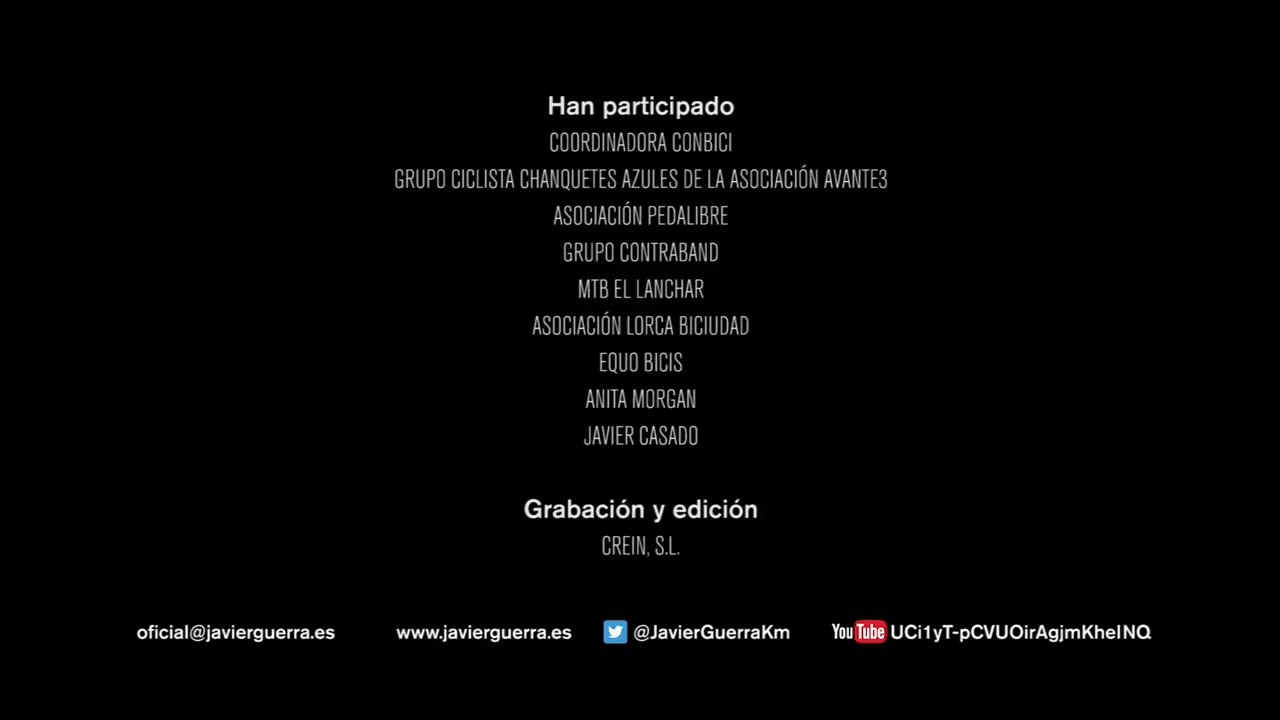 Han participado
COORDINADORA CONBICI
GRUPO CICLISTA CHANQUETES AZULES DE LA ASOCIACIÓN AVANTE3
ASOCIACIÓN PEDALIBRE
GRUPO CONTRABAND
MTB EL LANCHAR
ASOCIACIÓN LORCA BICIUDAD
EQUO BICIS
ANITA MORGAN
JAVIER CASADO
Grabación y edición
CREIN, S.L.
oficial@javierguerra.es www.javierguerra.es @JavierGuerraKm YouTube UCi1yT-pCVUOirAgjmKheINQ